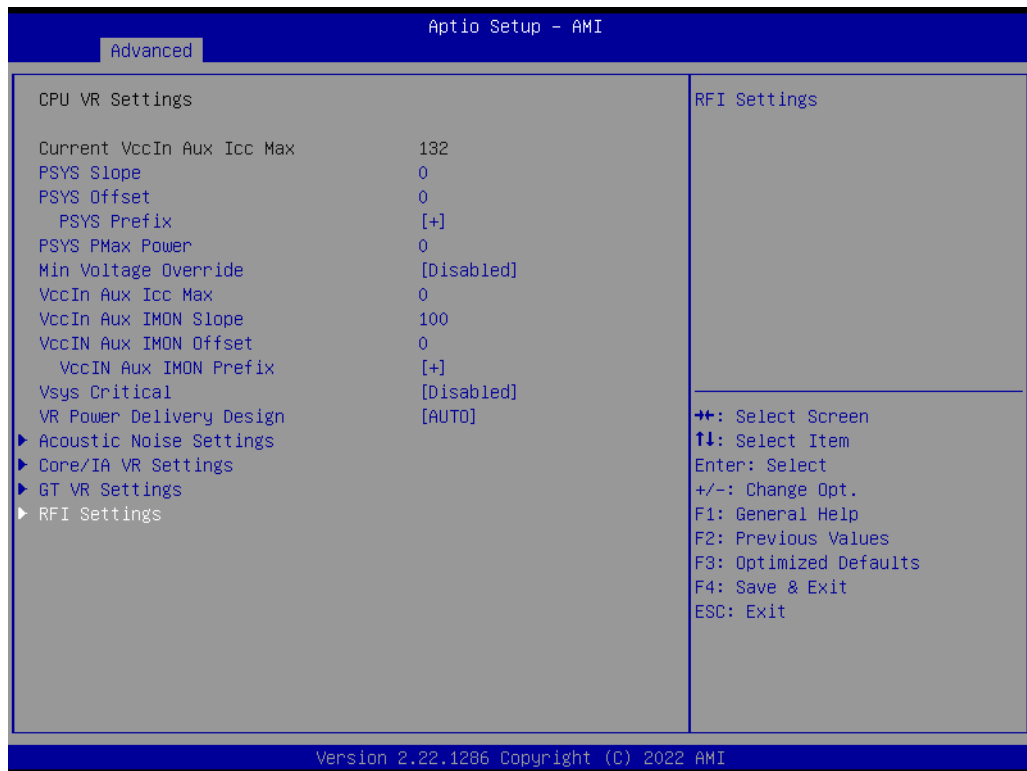 Aptio Setup – AMI
Advanced
CPU VR Settings
Current VccIn Aux Icc Max 132
PSYS Slope 0
PSYS Offset 0
PSYS Prefix [+]
PSYS PMax Power 0
Min Voltage Override [Disabled]
VccIn Aux Icc Max 0
VccIn Aux IMON Slope 100
VccIN Aux IMON Offset 0
VccIN Aux IMON Prefix [+]
Vsys Critical [Disabled]
VR Power Delivery Design [AUTO]
Acoustic Noise Settings
Core/IA VR Settings
GT VR Settings
RFI Settings
RFI Settings
→←: Select Screen
↑↓: Select Item
Enter: Select
+/-: Change Opt.
F1: General Help
F2: Previous Values
F3: Optimized Defaults
F4: Save & Exit
ESC: Exit
Version 2.22.1286 Copyright (C) 2022 AMI